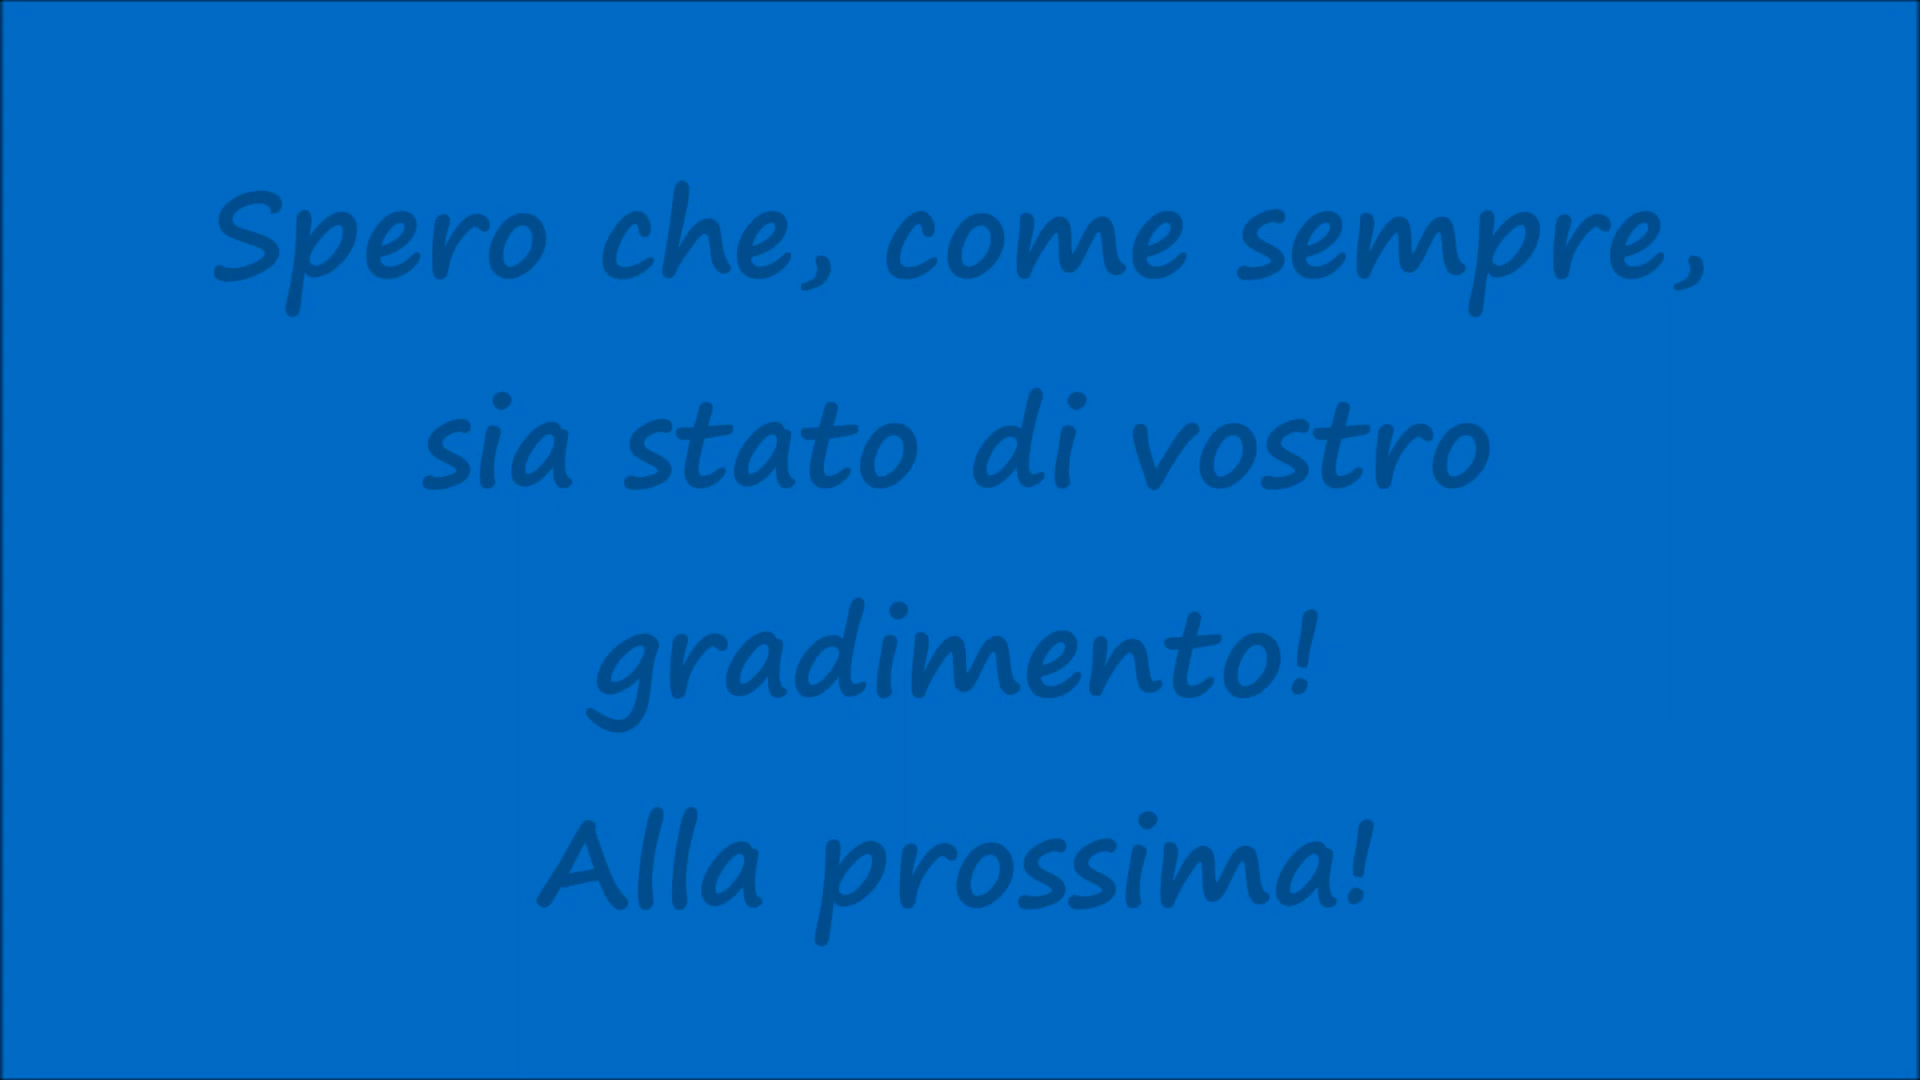 Spero che, come sempre,
sia stato di vostro
gradimento!
Alla prossima!